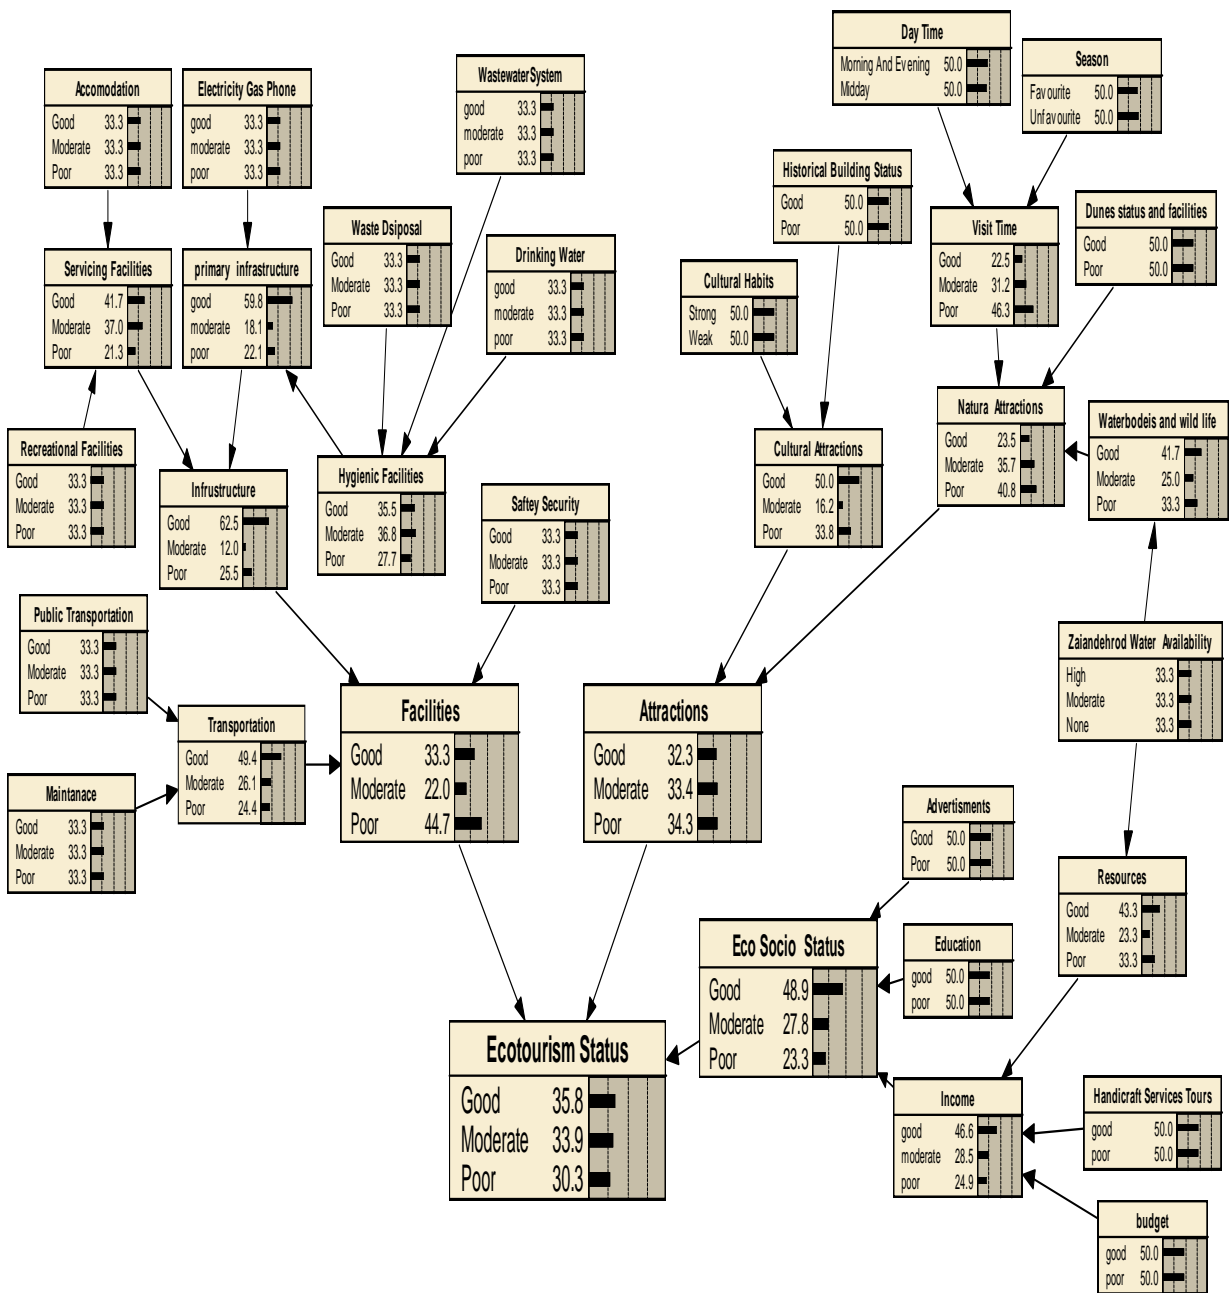 Day Time
Morning And Evening 50.0
Midday 50.0
Season
Favourite 50.0
Unfavourite 50.0
WastewaterSystem
good 33.3
moderate 33.3
poor 33.3
Accomodation
Good 33.3
Moderate 33.3
Poor 33.3
Electricity Gas Phone
good 33.3
moderate 33.3
poor 33.3
Historical Building Status
Good 50.0
Poor 50.0
Dunes status and facilities
Good 50.0
Poor 50.0
Waste Dsiposal
Good 33.3
Moderate 33.3
Poor 33.3
Visit Time
Good 22.5
Moderate 31.2
Poor 46.3
Drinking Water
good 33.3
moderate 33.3
poor 33.3
Servicing Facilities
Good 41.7
Moderate 37.0
Poor 21.3
primary infrastructure
good 59.8
moderate 18.1
poor 22.1
Cultural Habits
Strong 50.0
Weak 50.0
Natura Attractions
Good 23.5
Moderate 35.7
Poor 40.8
Waterbodeis and wild life
Good 41.7
Moderate 25.0
Poor 33.3
Recreational Facilities
Good 33.3
Moderate 33.3
Poor 33.3
Cultural Attractions
Good 50.0
Moderate 16.2
Poor 33.8
Infrustructure
Good 62.5
Moderate 12.0
Poor 25.5
Hygienic Facilities
Good 35.5
Moderate 36.8
Poor 27.7
Saftey Security
Good 33.3
Moderate 33.3
Poor 33.3
Public Transportation
Good 33.3
Moderate 33.3
Poor 33.3
Zaiandehrod Water Availability
High 33.3
Moderate 33.3
None 33.3
Facilities
Good 33.3
Moderate 22.0
Poor 44.7
Attractions
Good 32.3
Moderate 33.4
Poor 34.3
Transportation
Good 49.4
Moderate 26.1
Poor 24.4
Maintanace
Good 33.3
Moderate 33.3
Poor 33.3
Advertisments
Good 50.0
Poor 50.0
Resources
Good 43.3
Moderate 23.3
Poor 33.3
Eco Socio Status
Good 48.9
Moderate 27.8
Poor 23.3
Education
good 50.0
poor 50.0
Ecotourism Status
Good 35.8
Moderate 33.9
Poor 30.3
Income
good 46.6
moderate 28.5
poor 24.9
Handicraft Services Tours
good 50.0
poor 50.0
budget
good 50.0
poor 50.0